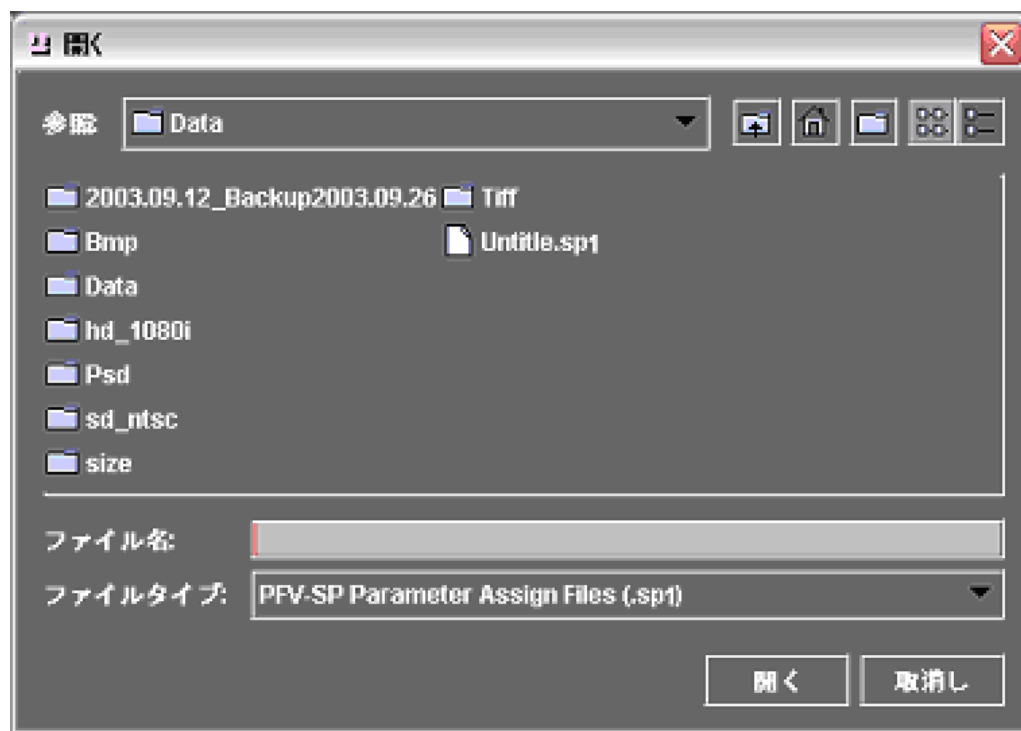 開く
参照: Data
2003.09.12_Backup2003.09.26 Tiff
Bmp Untitle.sp1
Data
hd_1080i
Psd
sd_ntsc
size
ファイル名:
ファイルタイプ: PFV-SP Parameter Assign Files (.sp1)
開く 取消し